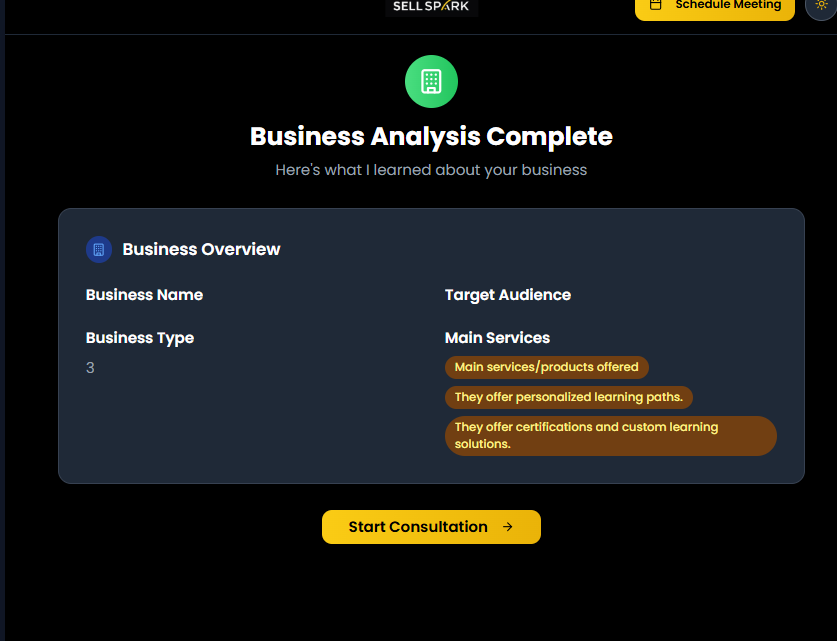 SELLSPARK
Schedule Meeting
Business Analysis Complete
Here's what I learned about your business
Business Overview
Business Name
Target Audience
Business Type
Main Services
3
Main services/products offered
They offer personalized learning paths.
They offer certifications and custom learning
solutions.
Start Consultation →